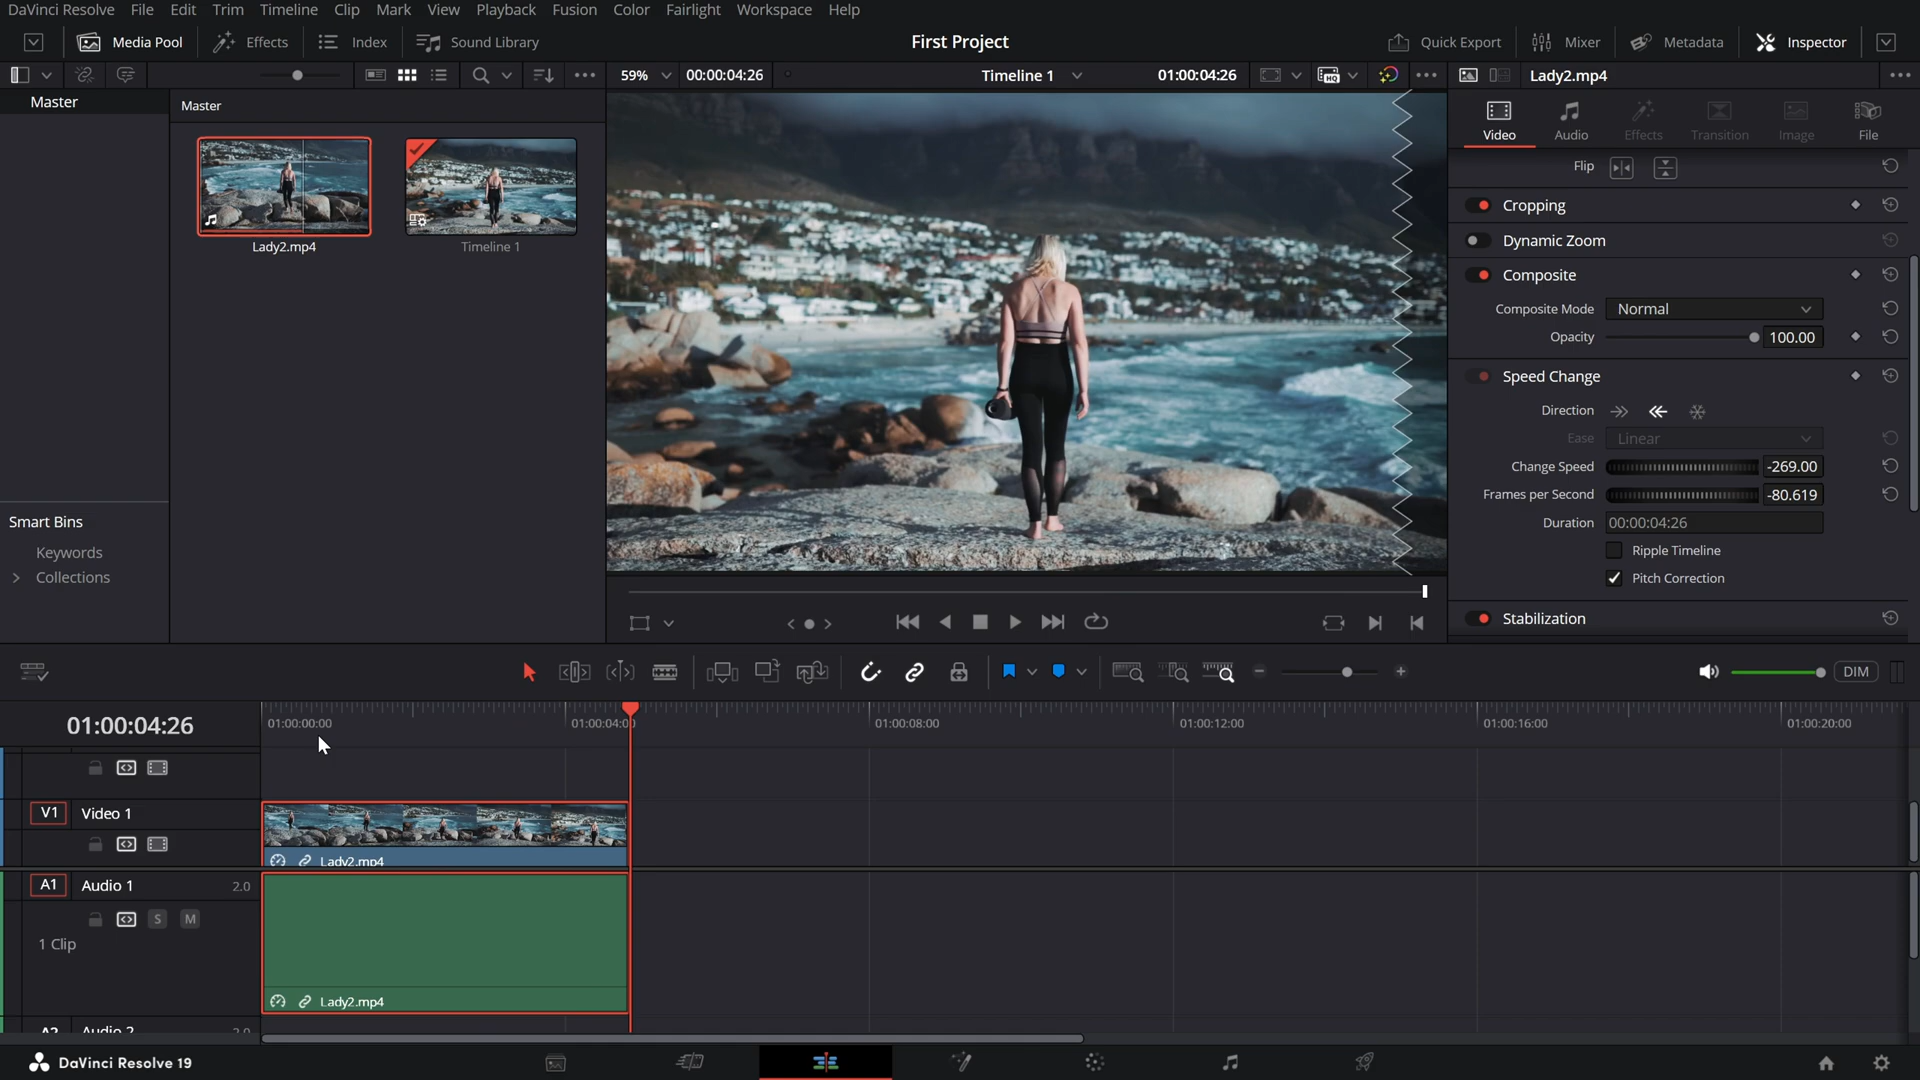 DaVinci Resolve File Edit Trim Timeline Clip Mark View Playback Fusion Color Fairlight Workspace Help
Media Pool Effects Index Sound Library First Project Quick Export Mixer Metadata Inspector
59% 00:00:04:26 Timeline 1 01:00:04:26 Lady2.mp4
Master
Master
Video Audio Effects Transition Image File
Flip
Cropping
Dynamic Zoom
Lady2.mp4 Timeline 1
Composite
Composite Mode Normal
Opacity 100.00
Speed Change
Direction
Ease Linear
Change Speed -269.00
Frames per Second -80.619
Duration 00:00:04:26
Ripple Timeline
Pitch Correction
Stabilization
Smart Bins
Keywords
Collections
DIM
01:00:04:26
01:00:00:00 01:00:04:0 01:00:08:00 01:00:12:00 01:00:16:00 01:00:20:00
V1 Video 1
Lady2.mp4
A1 Audio 1 2.0
S M
1 Clip
Lady2.mp4
A2 Audio 2 2.0
DaVinci Resolve 19